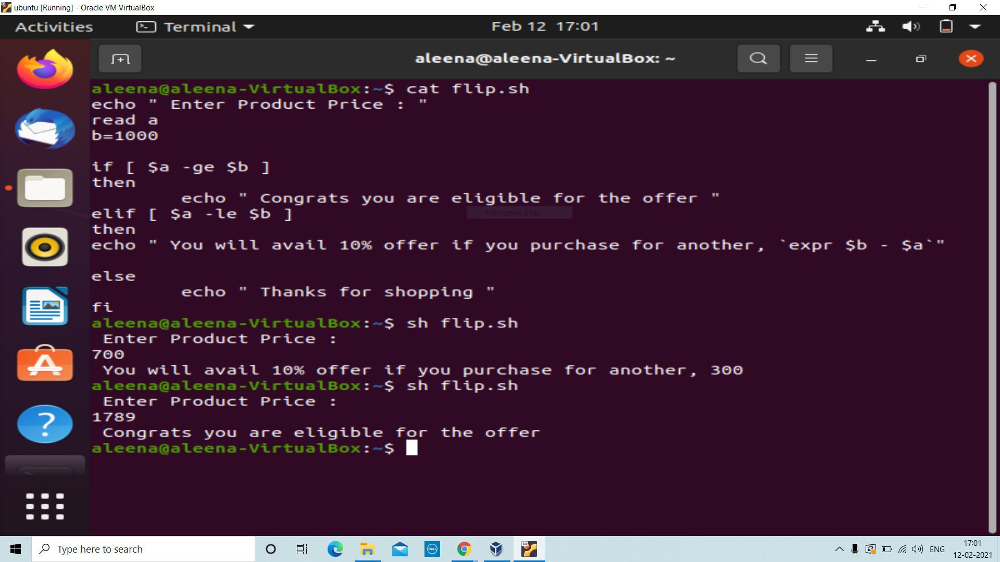 ubuntu [Running] - Oracle VM VirtualBox
Activities Terminal Feb 12 17:01
aleena@aleena-VirtualBox: ~
aleena@aleena-VirtualBox:~$ cat flip.sh
echo " Enter Product Price : "
read a
b=1000
if [ $a -ge $b ]
then
echo " Congrats you are eligible for the offer "
elif [ $a -le $b ]
Full-screen Snip
then
echo " You will avail 10% offer if you purchase for another, `expr $b - $a`"
else
echo " Thanks for shopping "
fi
aleena@aleena-VirtualBox:~$ sh flip.sh
Enter Product Price :
700
You will avail 10% offer if you purchase for another, 300
aleena@aleena-VirtualBox:~$ sh flip.sh
Enter Product Price :
1789
Congrats you are eligible for the offer
aleena@aleena-VirtualBox:~$
Type here to search
DELL
64
ENG
17:01
12-02-2021